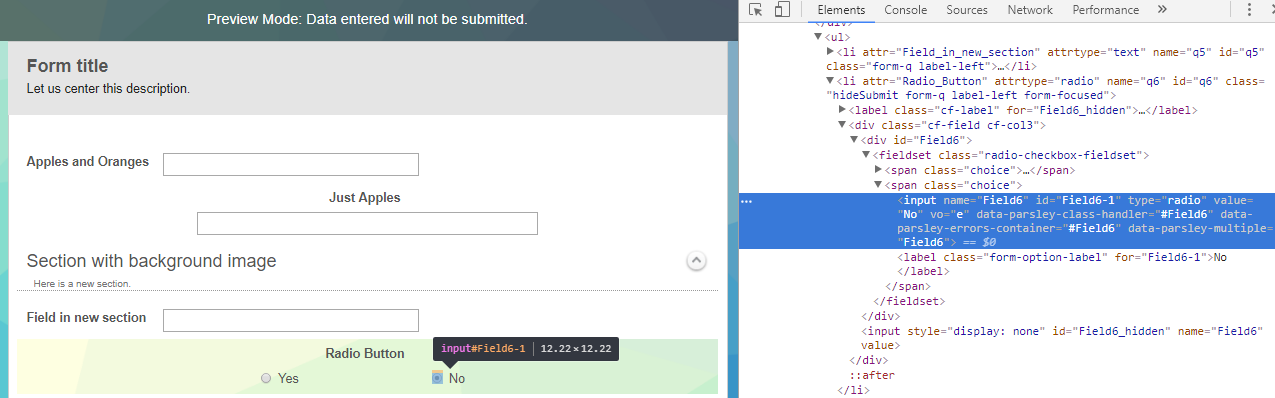 Preview Mode: Data entered will not be submitted.
Form title
Let us center this description.
Apples and Oranges
Just Apples
Section with background image
Here is a new section.
Field in new section
Radio Button
input#Field6-1 12.22×12.22
Yes
No
Elements Console Sources Network Performance »
</div>
▼<ul>
▶<li attr="Field_in_new_section" attrtype="text" name="q5" id="q5"
class="form-q label-left">…</li>
▼<li attr="Radio_Button" attrtype="radio" name="q6" id="q6" class=
"hideSubmit form-q label-left form-focused">
▶<label class="cf-label" for="Field6_hidden">…</label>
▼<div class="cf-field cf-col3">
▼<div id="Field6">
▼<fieldset class="radio-checkbox-fieldset">
▶<span class="choice">…</span>
▼<span class="choice">
… <input name="Field6" id="Field6-1" type="radio" value=
"No" vo="e" data-parsley-class-handler="#Field6" data-
parsley-errors-container="#Field6" data-parsley-multiple=
"Field6"> == $0
<label class="form-option-label" for="Field6-1">No
</label>
</span>
</fieldset>
</div>
<input style="display: none" id="Field6_hidden" name="Field6"
value>
</div>
::after
</li>